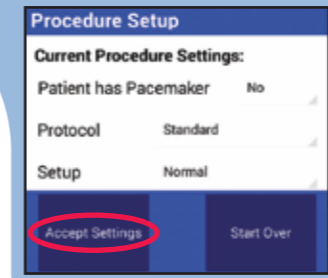 Procedure Setup
Current Procedure Settings:
Patient has Pacemaker No
Protocol Standard
Setup Normal
Accept Settings Start Over